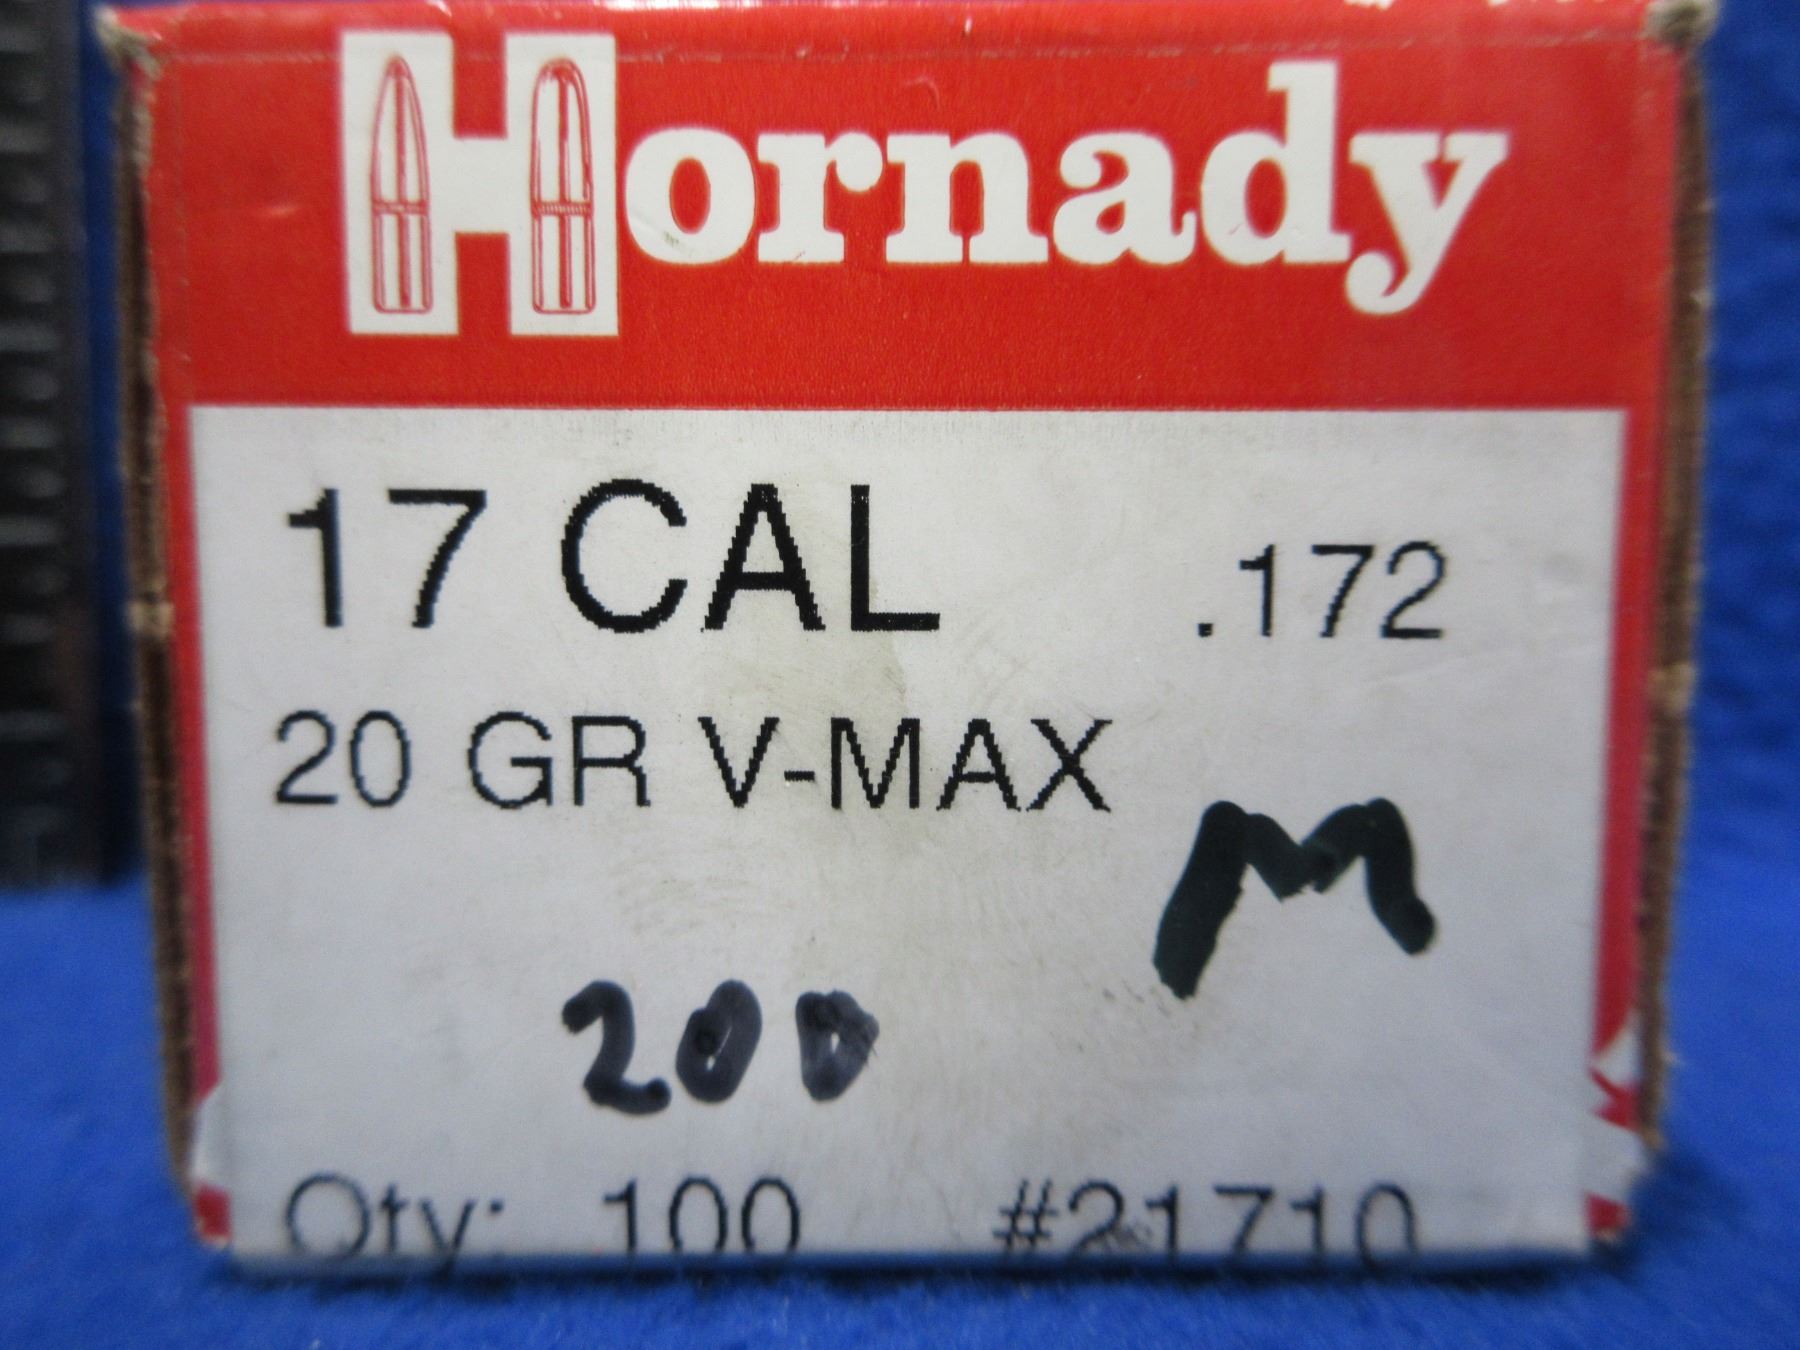 Hornady
17 CAL .172
20 GR V-MAX
M
200
Qty: 100 #21710